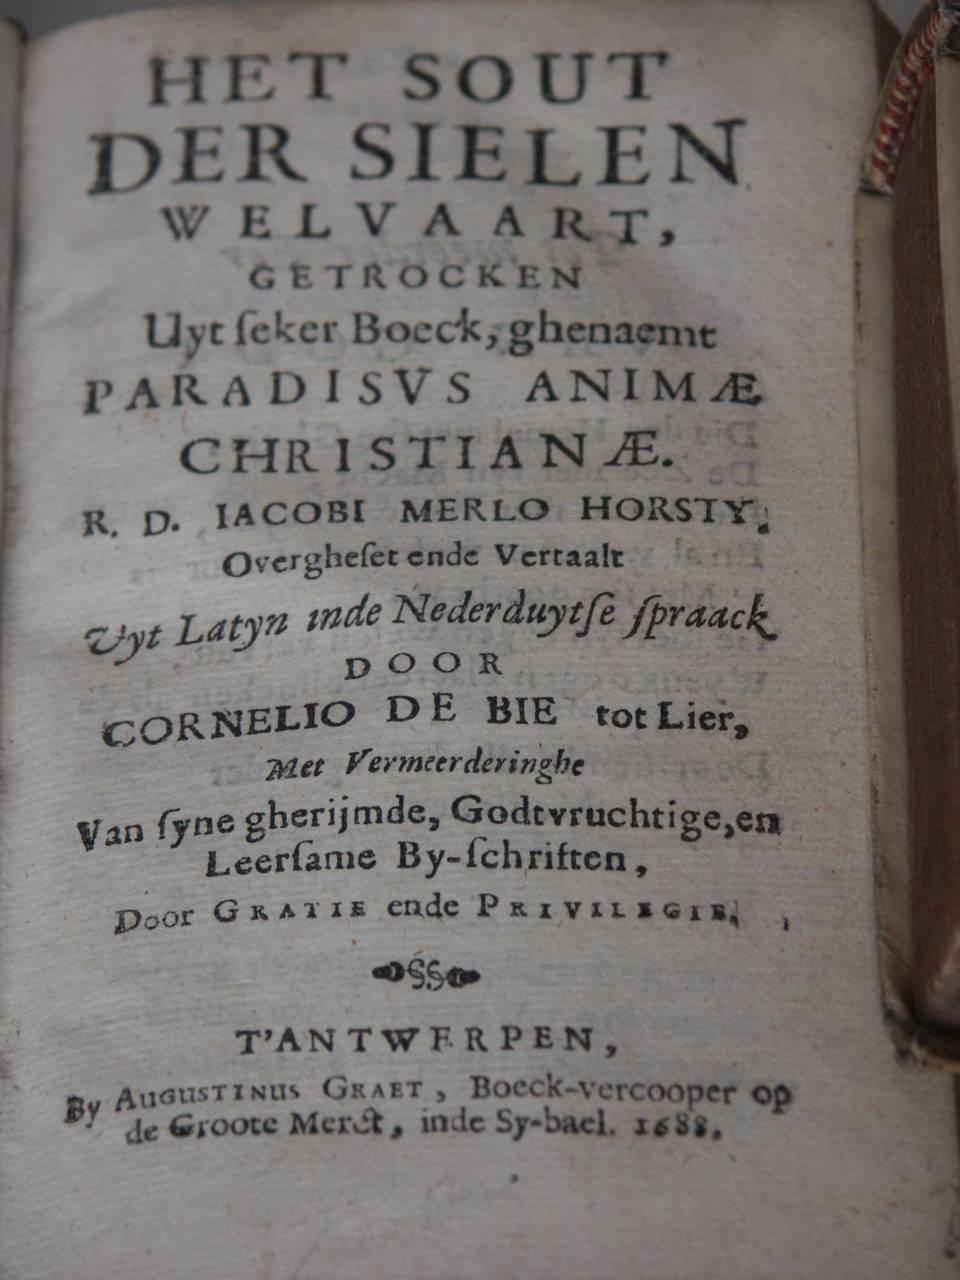 HET SOUT
DER SIELEN
WELVAART,
GETROCKEN
Uyt ſeker Boeck, ghenaemt
PARADISVS ANIMÆ
CHRISTIANÆ.
R. D. IACOBI MERLO HORSTY.
Overgheſet ende Vertaalt
Vyt Latyn inde Nederduytſe ſpraack
DOOR
CORNELIO DE BIE tot Lier,
Met Vermeerderinghe
Van ſyne gherijmde, Godtvruchtige, en
Leerſame By-ſchriften,
Door GRATIE ende PRIVILEGIE.
T'ANTWERPEN,
By AUGUSTINUS GRAET, Boeck-vercooper op
de Groote Merct, inde Sy-bael. 1688.